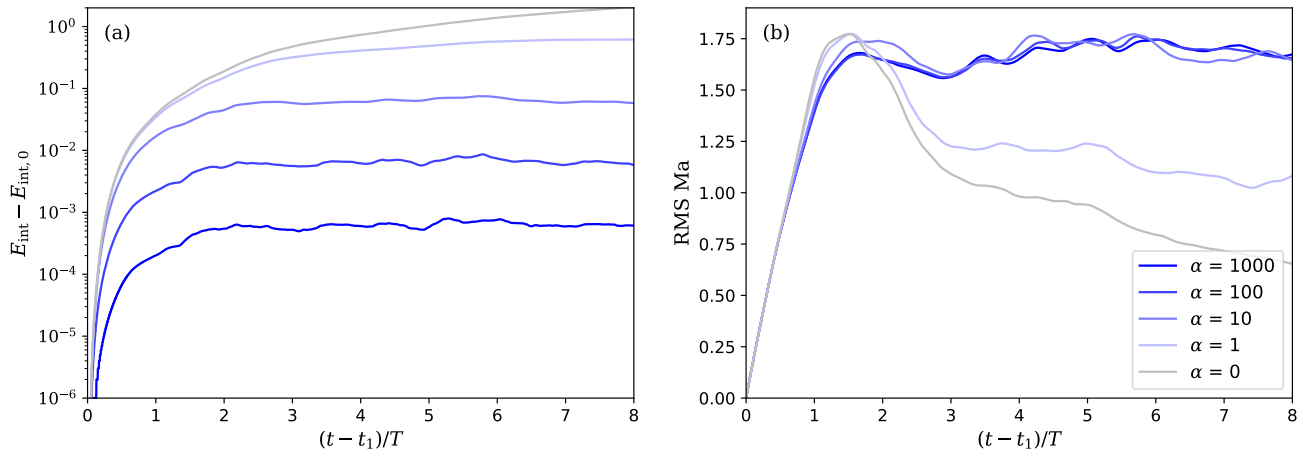 (a)
E_int − E_int, 0
10^0
10^−1
10^−2
10^−3
10^−4
10^−5
10^−6
0 1 2 3 4 5 6 7 8
(t − t_1)/T
(b)
RMS Ma
1.75
1.50
1.25
1.00
0.75
0.50
0.25
0.00
α = 1000
α = 100
α = 10
α = 1
α = 0
0 1 2 3 4 5 6 7 8
(t − t_1)/T